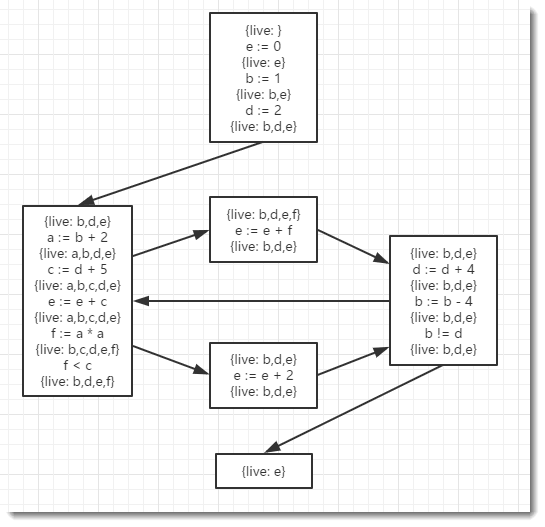 {live: }
e := 0
{live: e}
b := 1
{live: b,e}
d := 2
{live: b,d,e}
{live: b,d,e}
a := b + 2
{live: a,b,d,e}
c := d + 5
{live: a,b,c,d,e}
e := e + c
{live: a,b,c,d,e}
f := a * a
{live: b,c,d,e,f}
f < c
{live: b,d,e,f}
{live: b,d,e,f}
e := e + f
{live: b,d,e}
{live: b,d,e}
e := e + 2
{live: b,d,e}
{live: b,d,e}
d := d + 4
{live: b,d,e}
b := b - 4
{live: b,d,e}
b != d
{live: b,d,e}
{live: e}